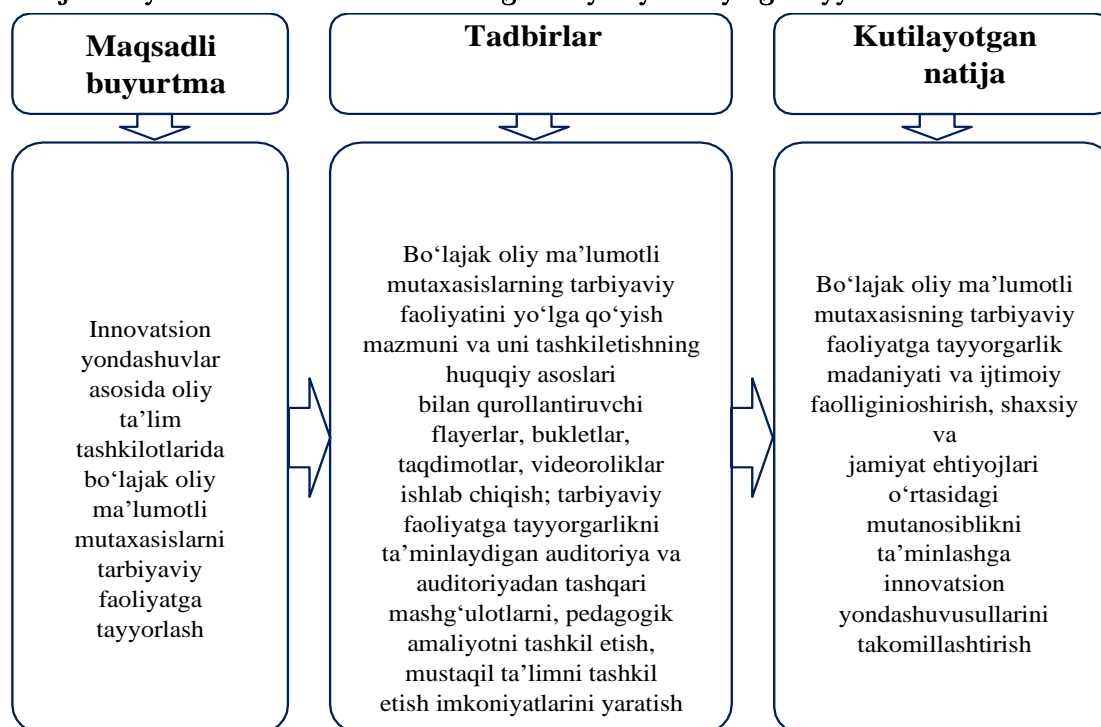 Maqsadli
buyurtma
Tadbirlar
Kutilayotgan
natija
Innovatsion
yondashuvlar
asosida oliy
ta’lim
tashkilotlarida
bo‘lajak oliy
ma’lumotli
mutaxasislarni
tarbiyaviy
faoliyatga
tayyorlash
Bo‘lajak oliy ma’lumotli
mutaxasislarning tarbiyaviy
faoliyatini yo‘lga qo‘yish
mazmuni va uni tashkiletishning
huquqiy asoslari
bilan qurollantiruvchi
flayerlar, bukletlar,
taqdimotlar, videoroliklar
ishlab chiqish; tarbiyaviy
faoliyatga tayyorgarlikni
ta’minlaydigan auditoriya va
auditoriyadan tashqari
mashg‘ulotlarni, pedagogik
amaliyotni tashkil etish,
mustaqil ta’limni tashkil
etish imkoniyatlarini yaratish
Bo‘lajak oliy ma’lumotli
mutaxasisning tarbiyaviy
faoliyatga tayyorgarlik
madaniyati va ijtimoiy
faolliginioshirish, shaxsiy
va
jamiyat ehtiyojlari
o‘rtasidagi
mutanosiblikni
ta’minlashga
innovatsion
yondashuvusullarini
takomillashtirish